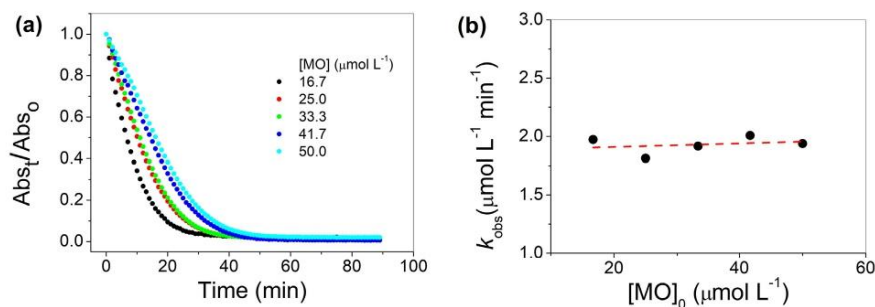 (a)
1.0
0.8
0.6
0.4
0.2
0.0
Absₜ/Abs₀
[MO] (μmol L⁻¹)
16.7
25.0
33.3
41.7
50.0
0 20 40 60 80 100
Time (min)
(b)
3.0
2.5
2.0
1.5
1.0
k_obs(μmol L⁻¹ min⁻¹)
20 40 60
[MO]₀ (μmol L⁻¹)